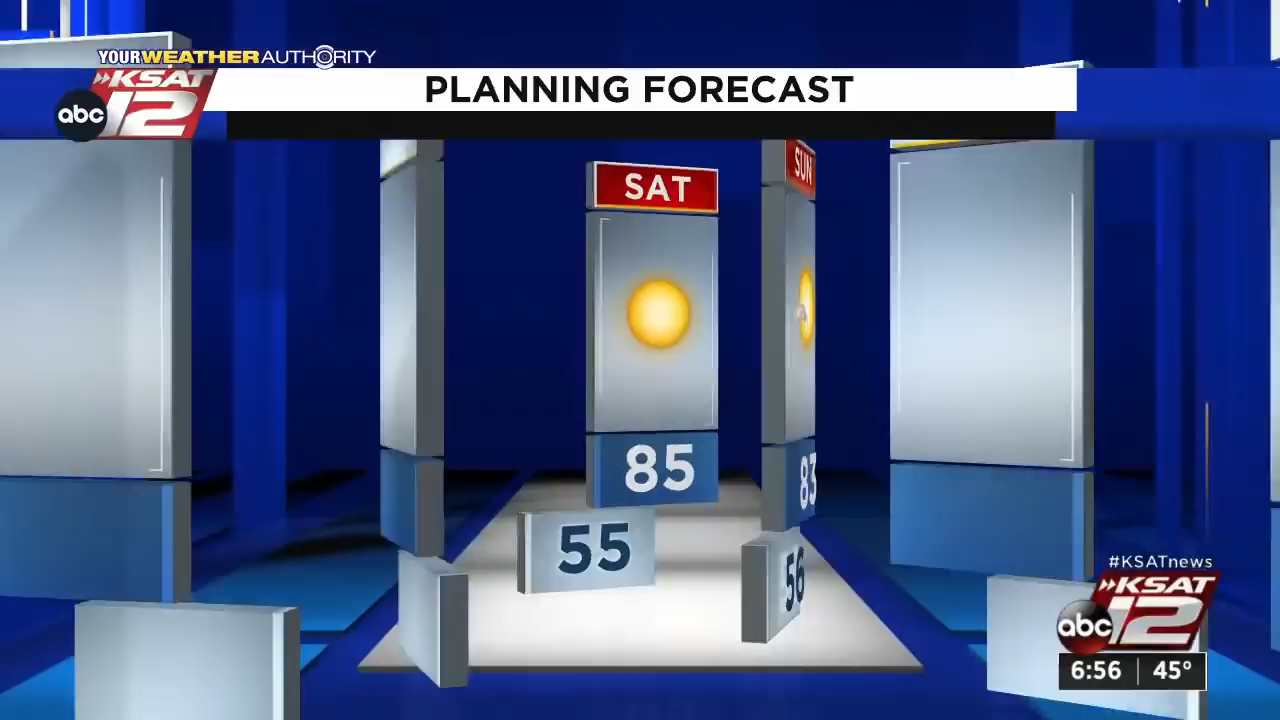 YOURWEATHERAUTHORITY
KSAT
abc 12
PLANNING FORECAST
SAT
SUN
85
83
55
56
#KSATnews
KSAT
abc 12
6:56 45°